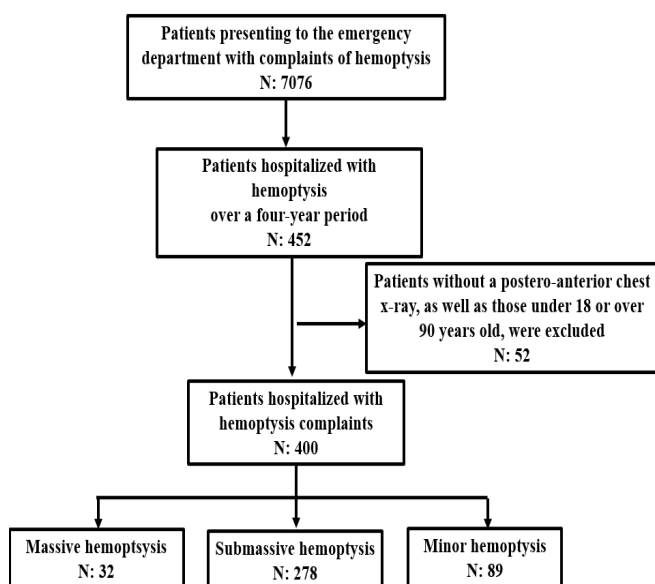 Patients presenting to the emergency
department with complaints of hemoptysis
N: 7076
Patients hospitalized with
hemoptysis
over a four-year period
N: 452
Patients without a postero-anterior chest
x-ray, as well as those under 18 or over
90 years old, were excluded
N: 52
Patients hospitalized with
hemoptysis complaints
N: 400
Massive hemoptsysis
N: 32
Submassive hemoptysis
N: 278
Minor hemoptysis
N: 89